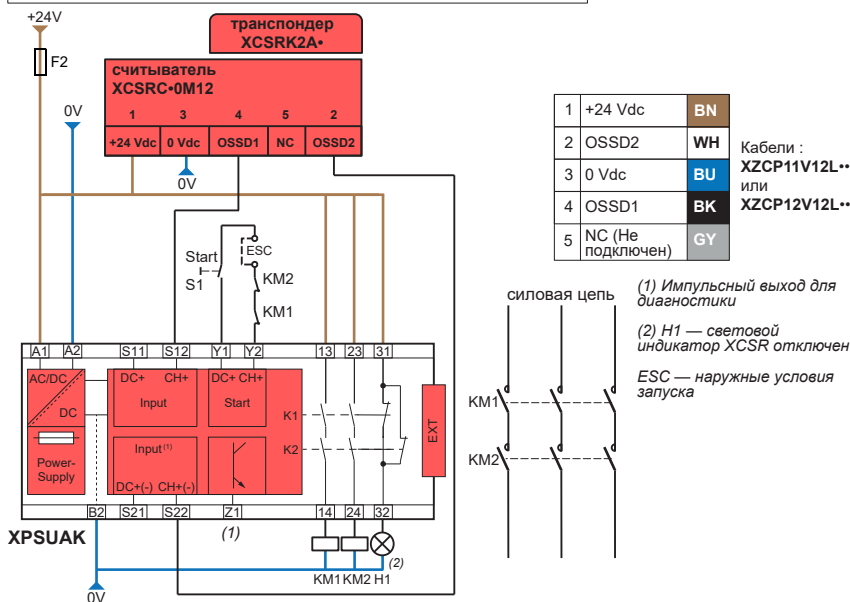 +24V
F2
0V
транспондер
XCSRK2A•
считыватель
XCSRC•0M12
1 3 4 5 2
+24 Vdc 0 Vdc OSSD1 NC OSSD2
0V
Start
S1
ESC
KM2
KM1
A1 A2 S11 S12 Y1 Y2 13 23 31
AC/DC
DC
DC+ CH+
Input
DC+ CH+
Start
K1
K2
EXT
Power-
Supply
Input (1)
DC+(-) CH+(-)
B2 S21 S22 Z1 14 24 32
XPSUAK
(1)
(2)
KM1 KM2 H1
0V
1 +24 Vdc BN
2 OSSD2 WH
3 0 Vdc BU
4 OSSD1 BK
5 NC (Не
подключен) GY
Кабели :
XZCP11V12L••
или
XZCP12V12L••
силовая цепь
KM1
KM2
(1) Импульсный выход для
диагностики
(2) H1 — световой
индикатор XCSR отключен
ESC — наружные условия
запуска